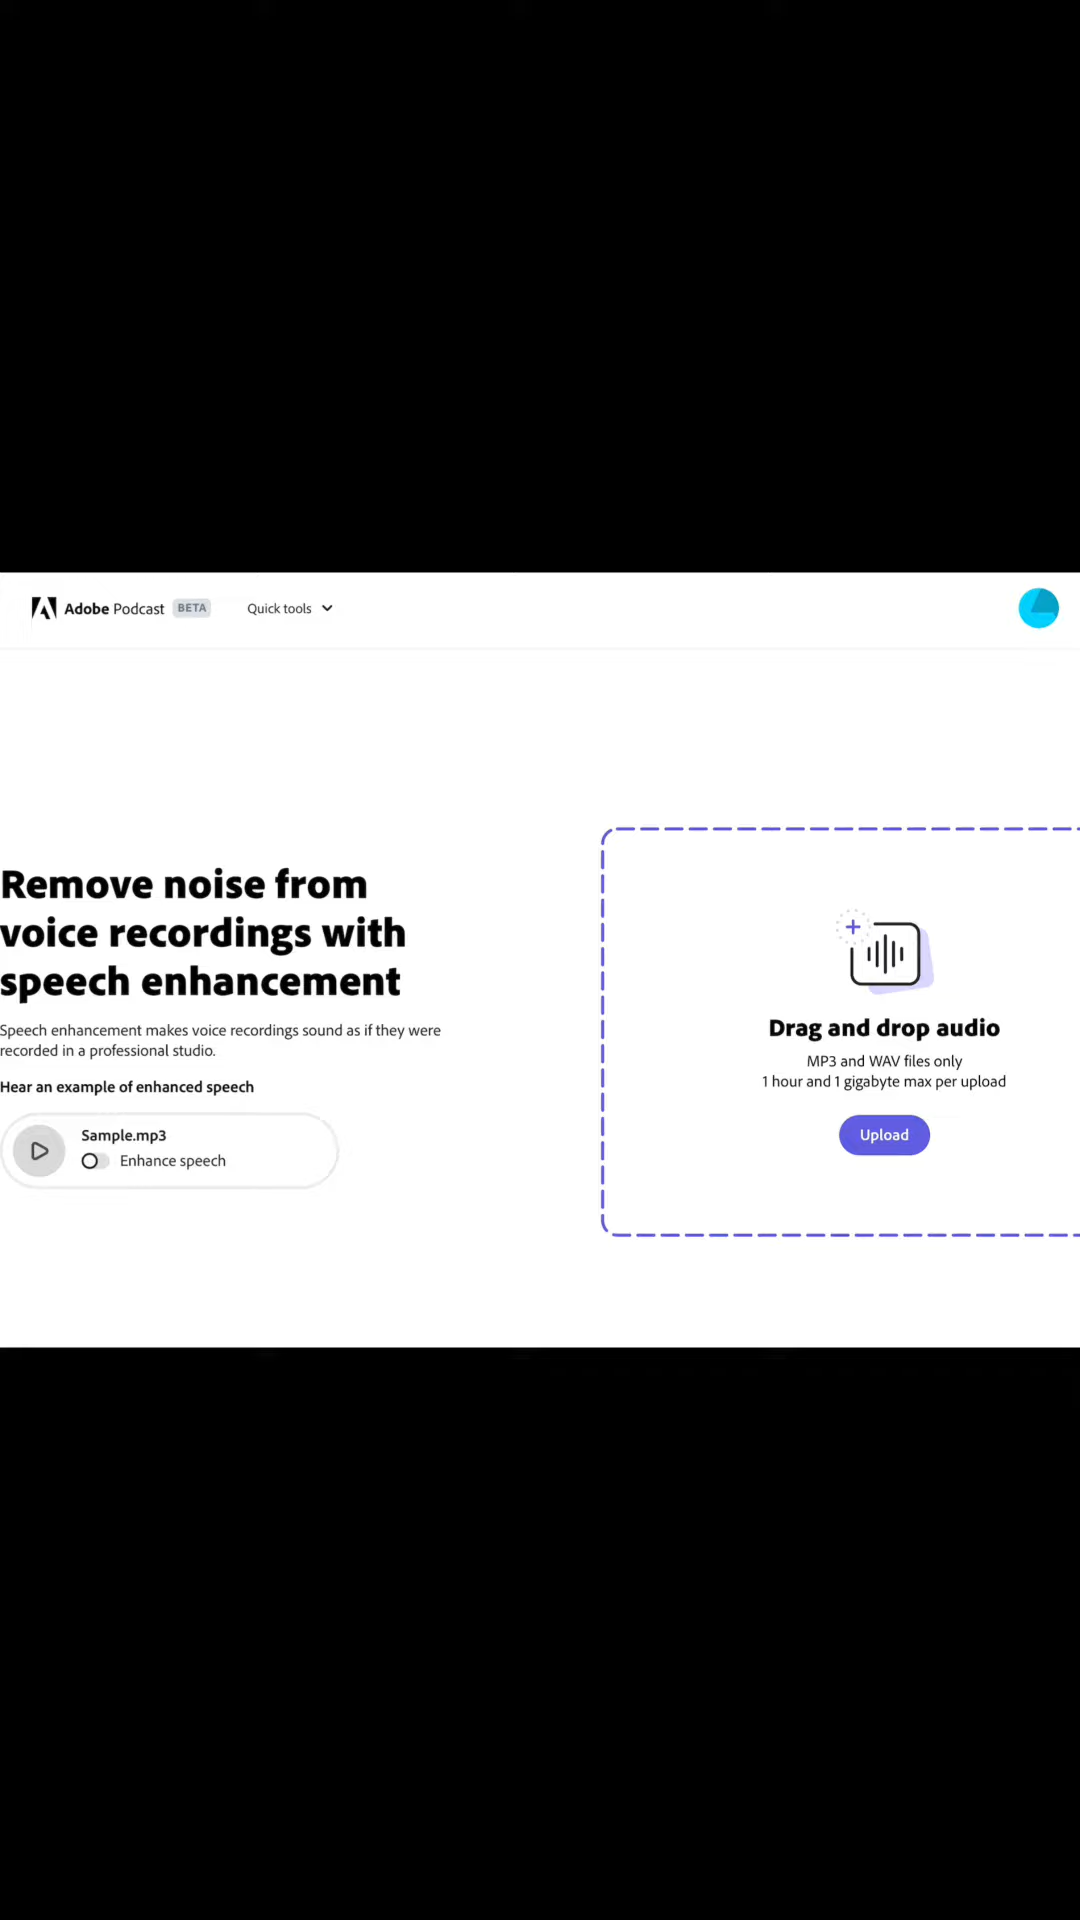 Adobe Podcast BETA Quick tools
Remove noise from
voice recordings with
speech enhancement
Speech enhancement makes voice recordings sound as if they were
recorded in a professional studio.
Hear an example of enhanced speech
Sample.mp3
Enhance speech
Drag and drop audio
MP3 and WAV files only
1 hour and 1 gigabyte max per upload
Upload